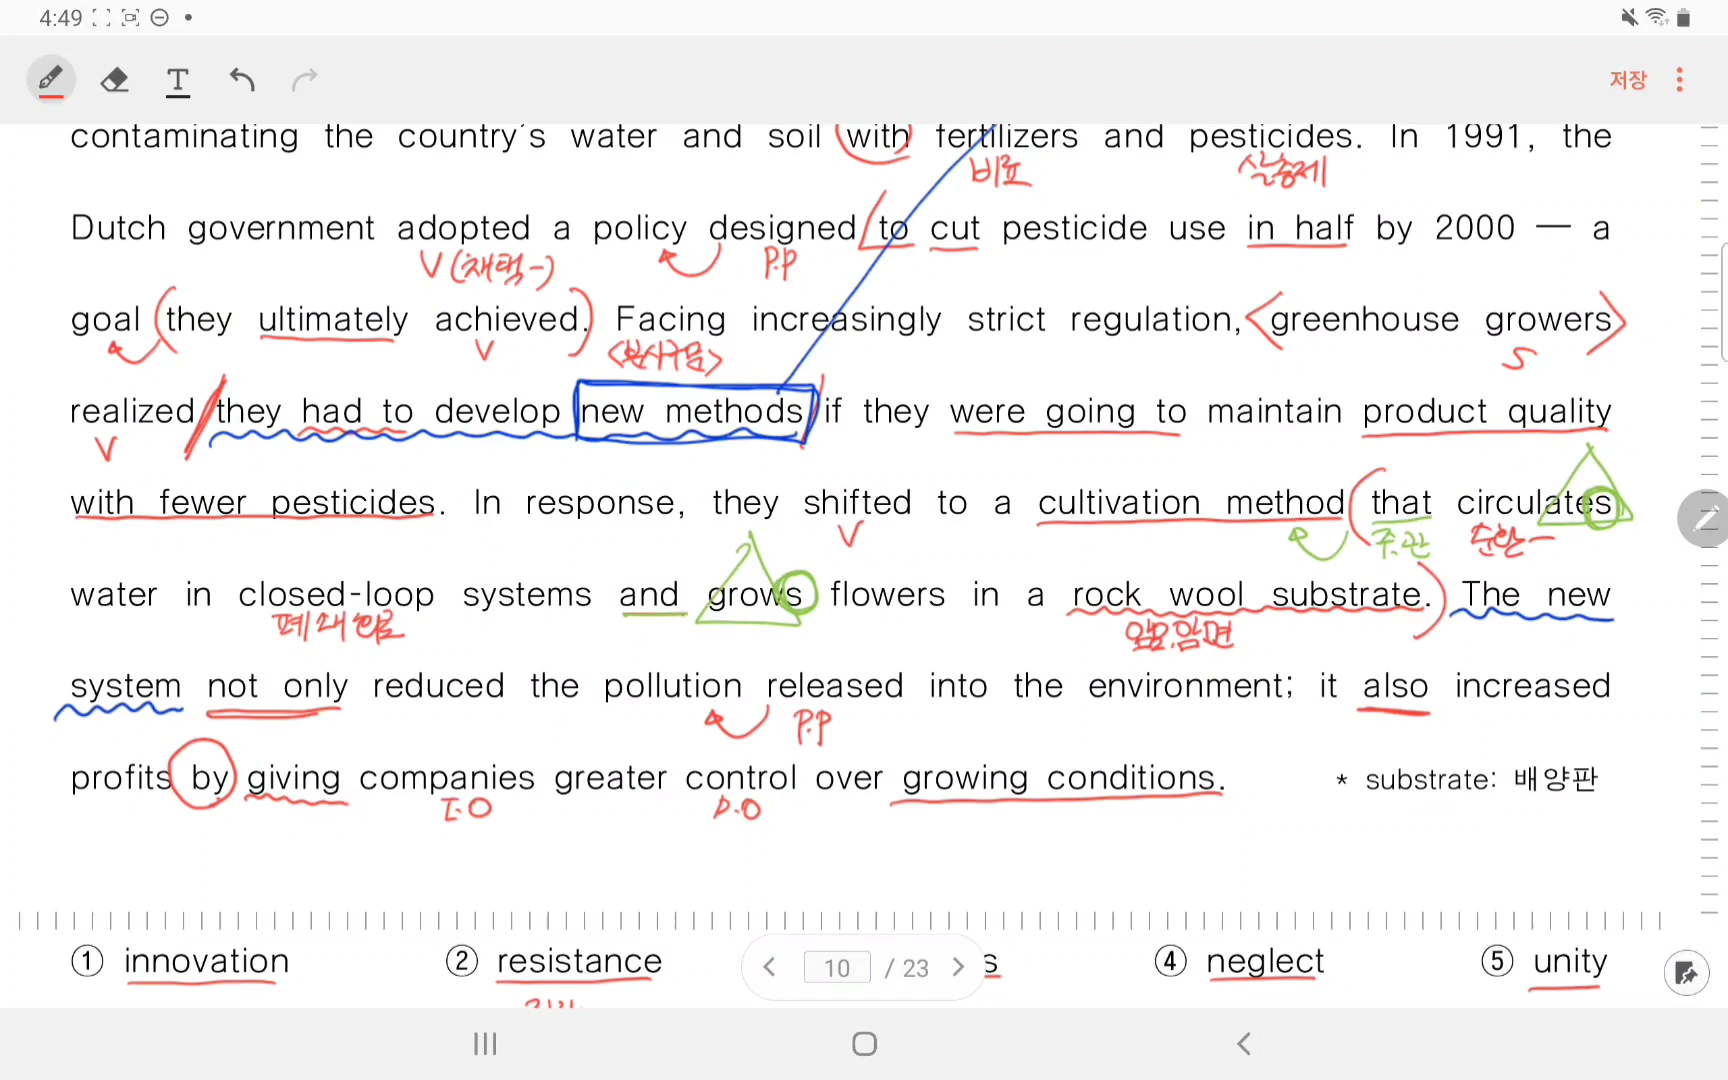 4:49
저장
contaminating the country's water and soil with fertilizers and pesticides. In 1991, the
비료 살충제
Dutch government adopted a policy designed to cut pesticide use in half by 2000 — a
V (채택-) P.P
goal they ultimately achieved. Facing increasingly strict regulation, greenhouse growers
V <분사구문> S
realized they had to develop new methods if they were going to maintain product quality
V
with fewer pesticides. In response, they shifted to a cultivation method that circulates
V 주.관 순환-
water in closed-loop systems and grows flowers in a rock wool substrate. The new
암면
system not only reduced the pollution released into the environment; it also increased
P.P
profits by giving companies greater control over growing conditions. * substrate: 배양판
I.O D.O
① innovation ② resistance s ④ neglect ⑤ unity
10 / 23